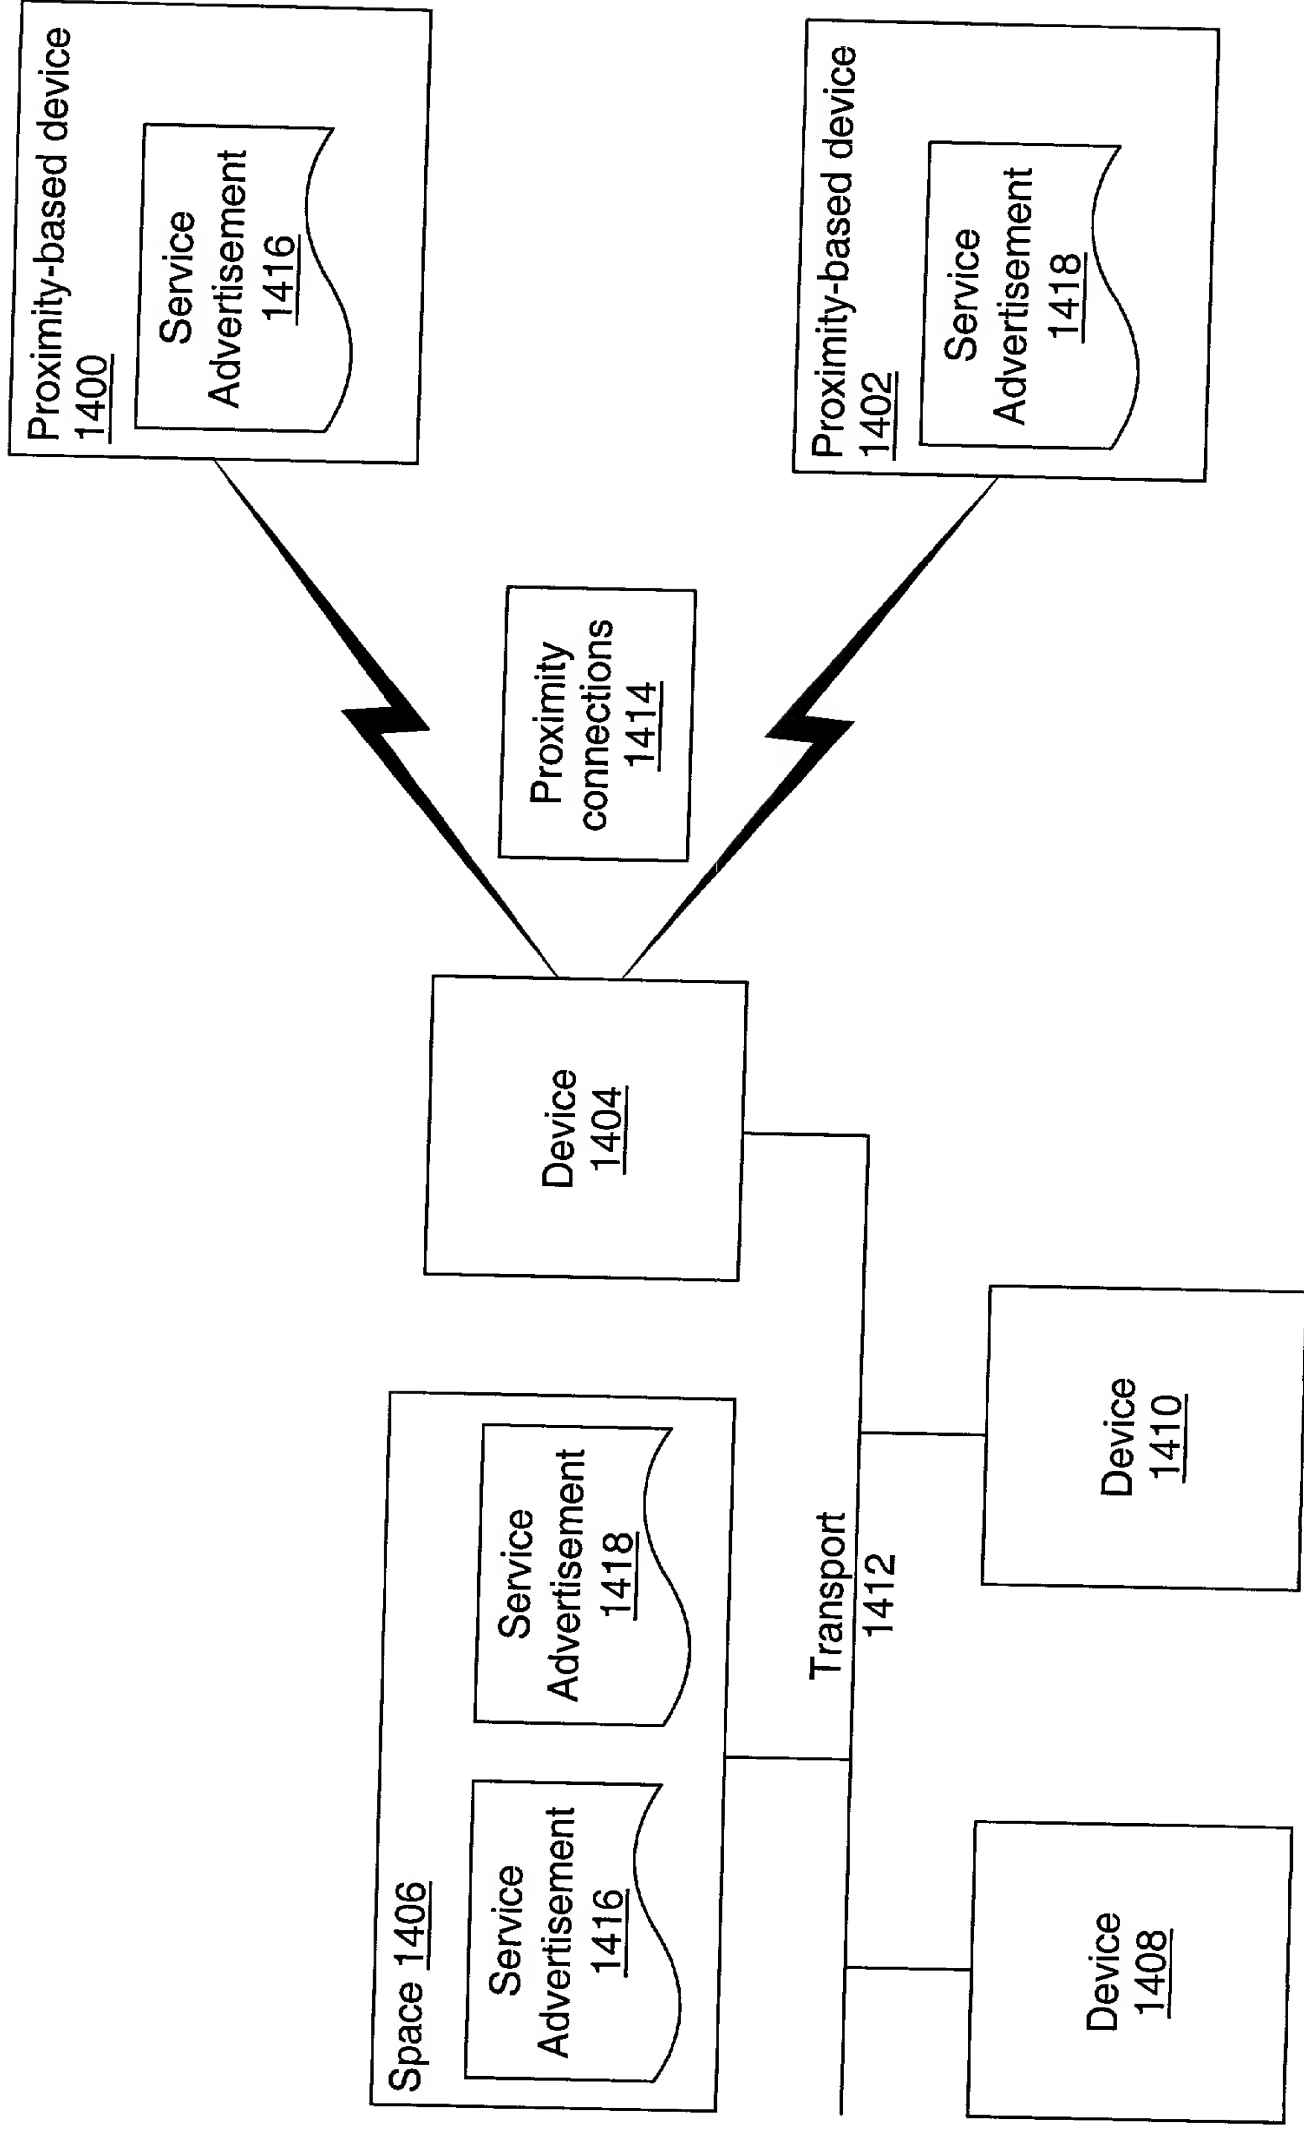 Space 1406
Service
Advertisement
1416
Service
Advertisement
1418
Transport
1412
Device
1408
Device
1410
Device
1404
Proximity
connections
1414
Proximity-based device
1400
Service
Advertisement
1416
Proximity-based device
1402
Service
Advertisement
1418